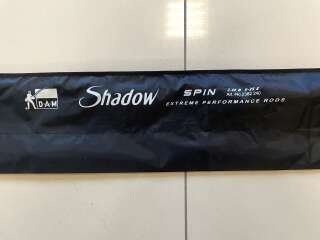 DAM Shadow SPIN
EXTREME PERFORMANCE RODS